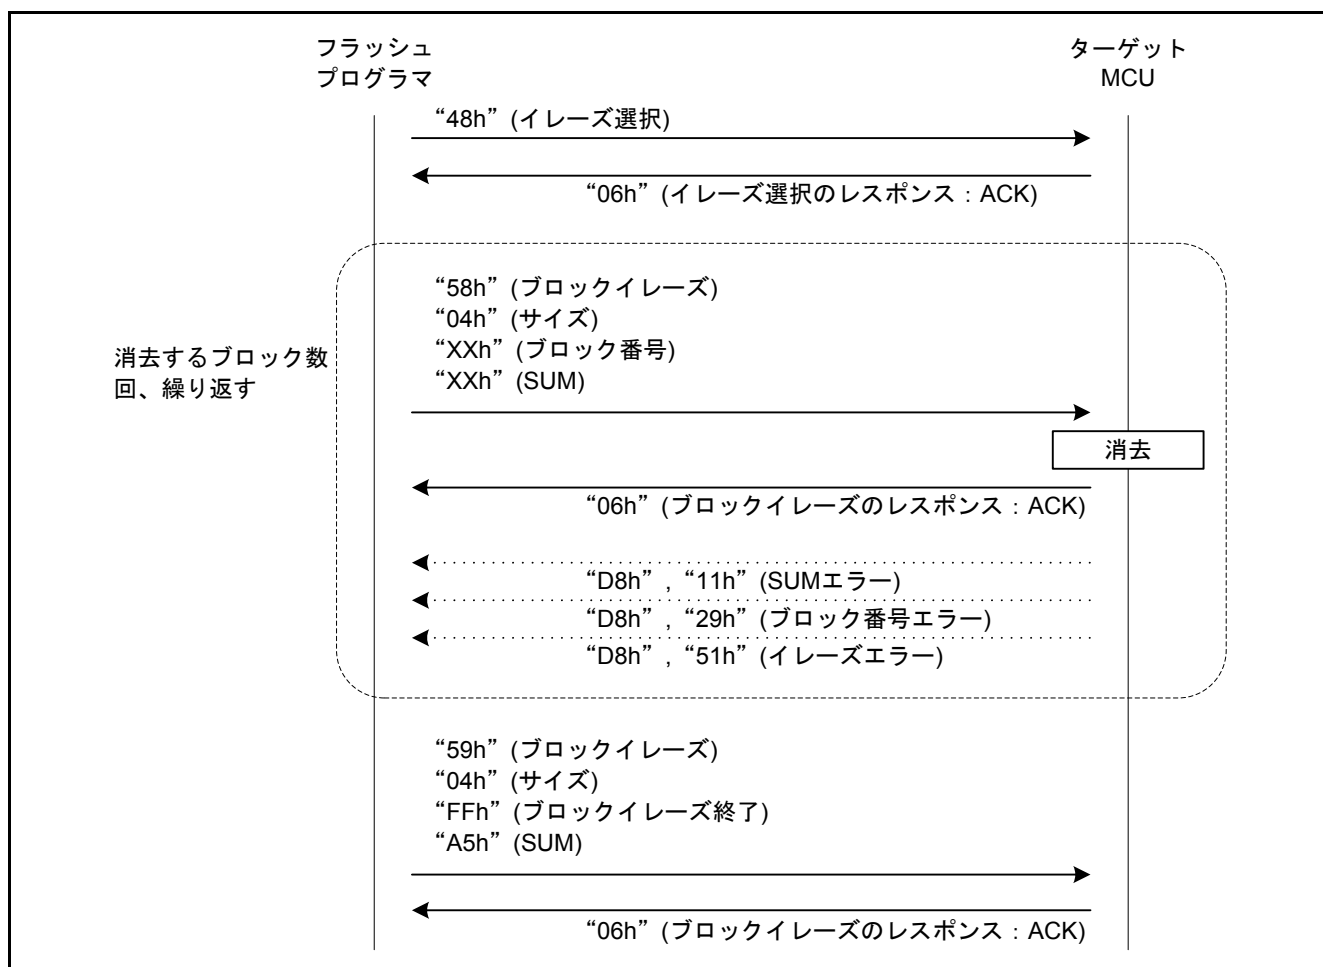 フラッシュ
プログラマ
ターゲット
MCU
“48h” (イレーズ選択)
“06h” (イレーズ選択のレスポンス：ACK)
“58h” (ブロックイレーズ)
“04h” (サイズ)
“XXh” (ブロック番号)
“XXh” (SUM)
消去するブロック数
回、繰り返す
消去
“06h” (ブロックイレーズのレスポンス：ACK)
“D8h”, “11h” (SUMエラー)
“D8h”, “29h” (ブロック番号エラー)
“D8h”, “51h” (イレーズエラー)
“59h” (ブロックイレーズ)
“04h” (サイズ)
“FFh” (ブロックイレーズ終了)
“A5h” (SUM)
“06h” (ブロックイレーズのレスポンス：ACK)